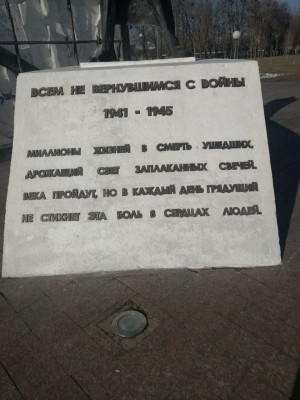 ВСЕМ НЕ ВЕРНУВШИМСЯ С ВОЙНЫ
1941 - 1945
МИЛЛИОНЫ ЖИЗНЕЙ В СМЕРТЬ УШЕДШИХ,
ДРОЖАЩИЙ СВЕТ ЗАПЛАКАННЫХ СВЕЧЕЙ.
ВЕКА ПРОЙДУТ, НО В КАЖДЫЙ ДЕНЬ ГРЯДУЩИЙ
НЕ СТИХНЕТ ЭТА БОЛЬ В СЕРДЦАХ ЛЮДЕЙ.